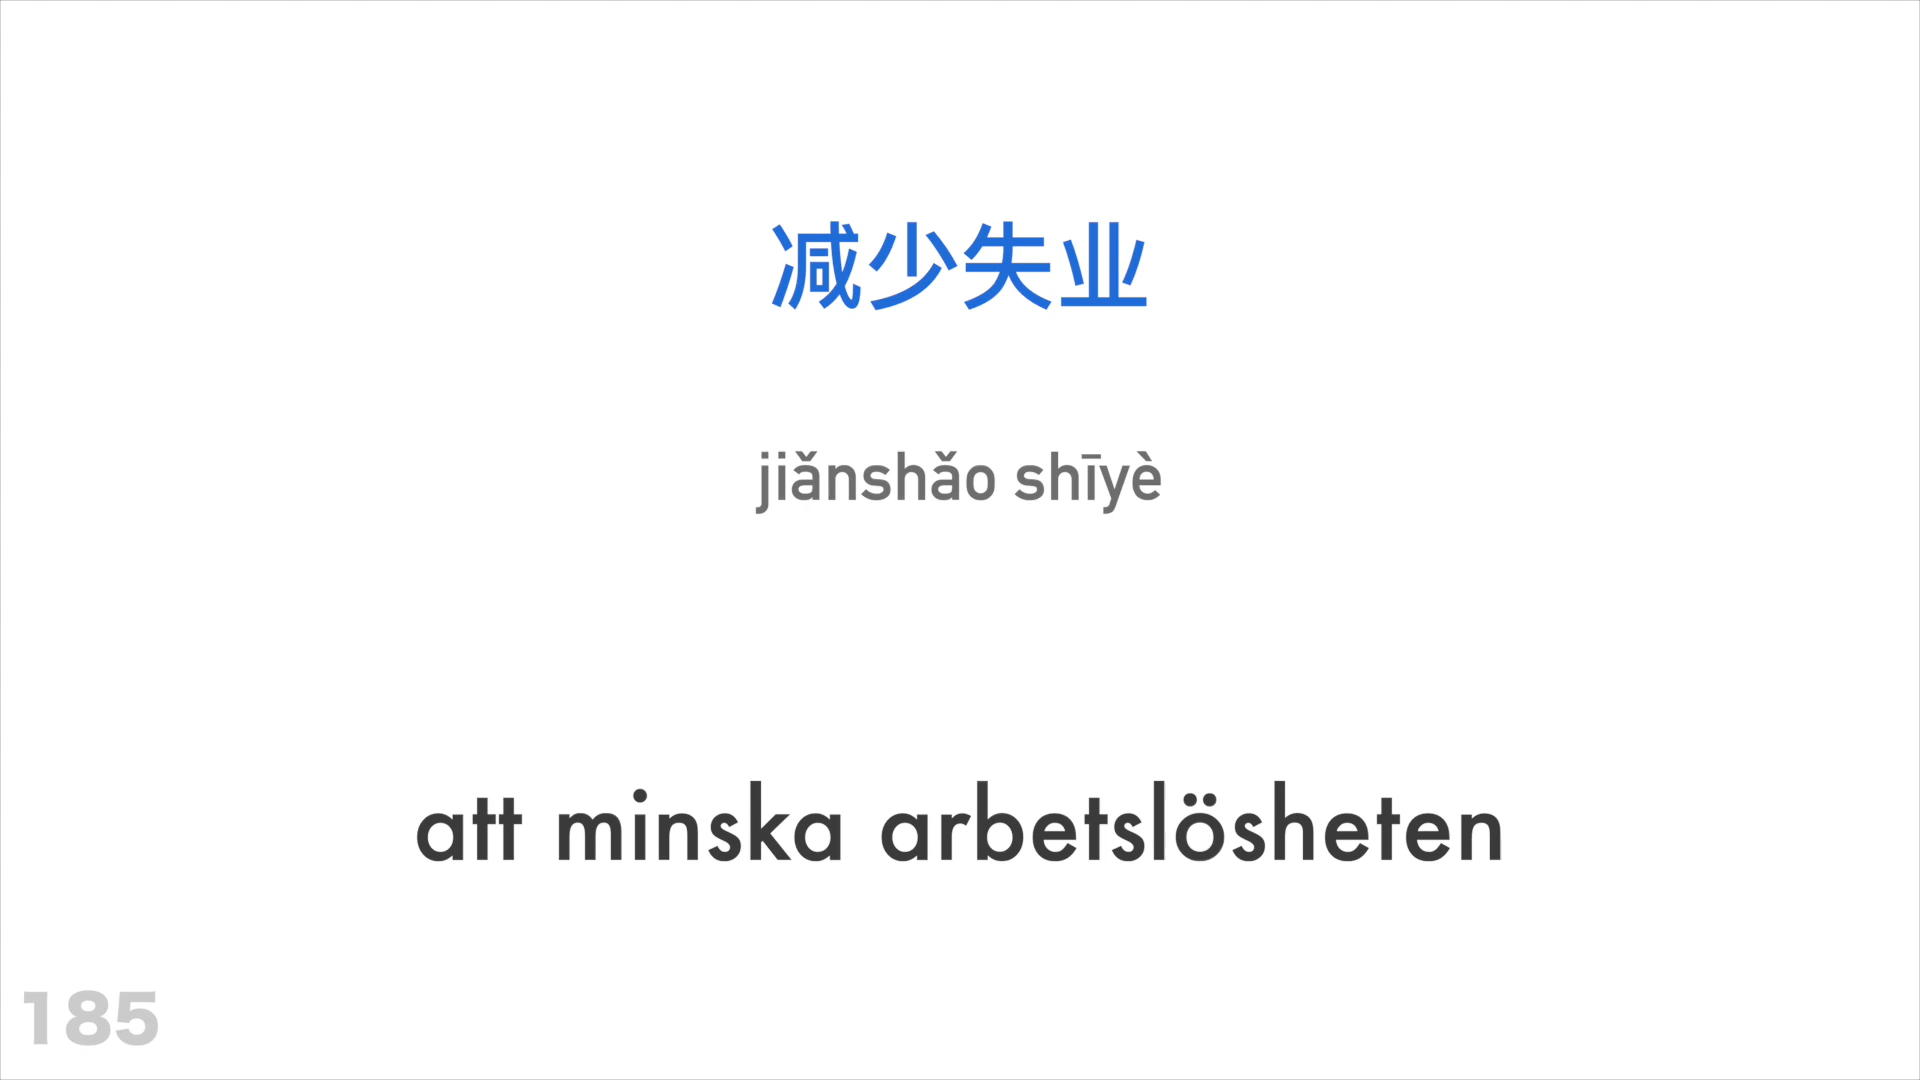 减少失业
jiǎnshǎo shīyè
att minska arbetslösheten
185